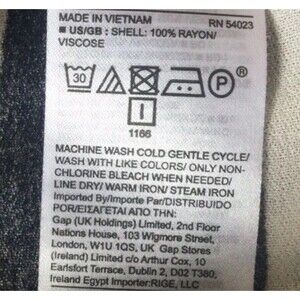 MADE IN VIETNAM RN 54023
■ US/GB : SHELL: 100% RAYON/
VISCOSE
30 P ®
I
1166
MACHINE WASH COLD GENTLE CYCLE/
WASH WITH LIKE COLORS/ ONLY NON-
CHLORINE BLEACH WHEN NEEDED/
LINE DRY/ WARM IRON/ STEAM IRON
Imported By/Importe Par/DISTRIBUIDO
POR/ΕΙΣΑΓΕΤΑΙ ΑΠΟ ΤΗΝ:
Gap (UK Holdings) Limited, 2nd Floor
Nations House, 103 Wigmore Street,
London, W1U 1QS, UK Gap Stores
(Ireland) Limited c/o Arthur Cox, 10
Earlsfort Terrace, Dublin 2, D02 T380,
Ireland Egypt Importer:RIGE, LLC)